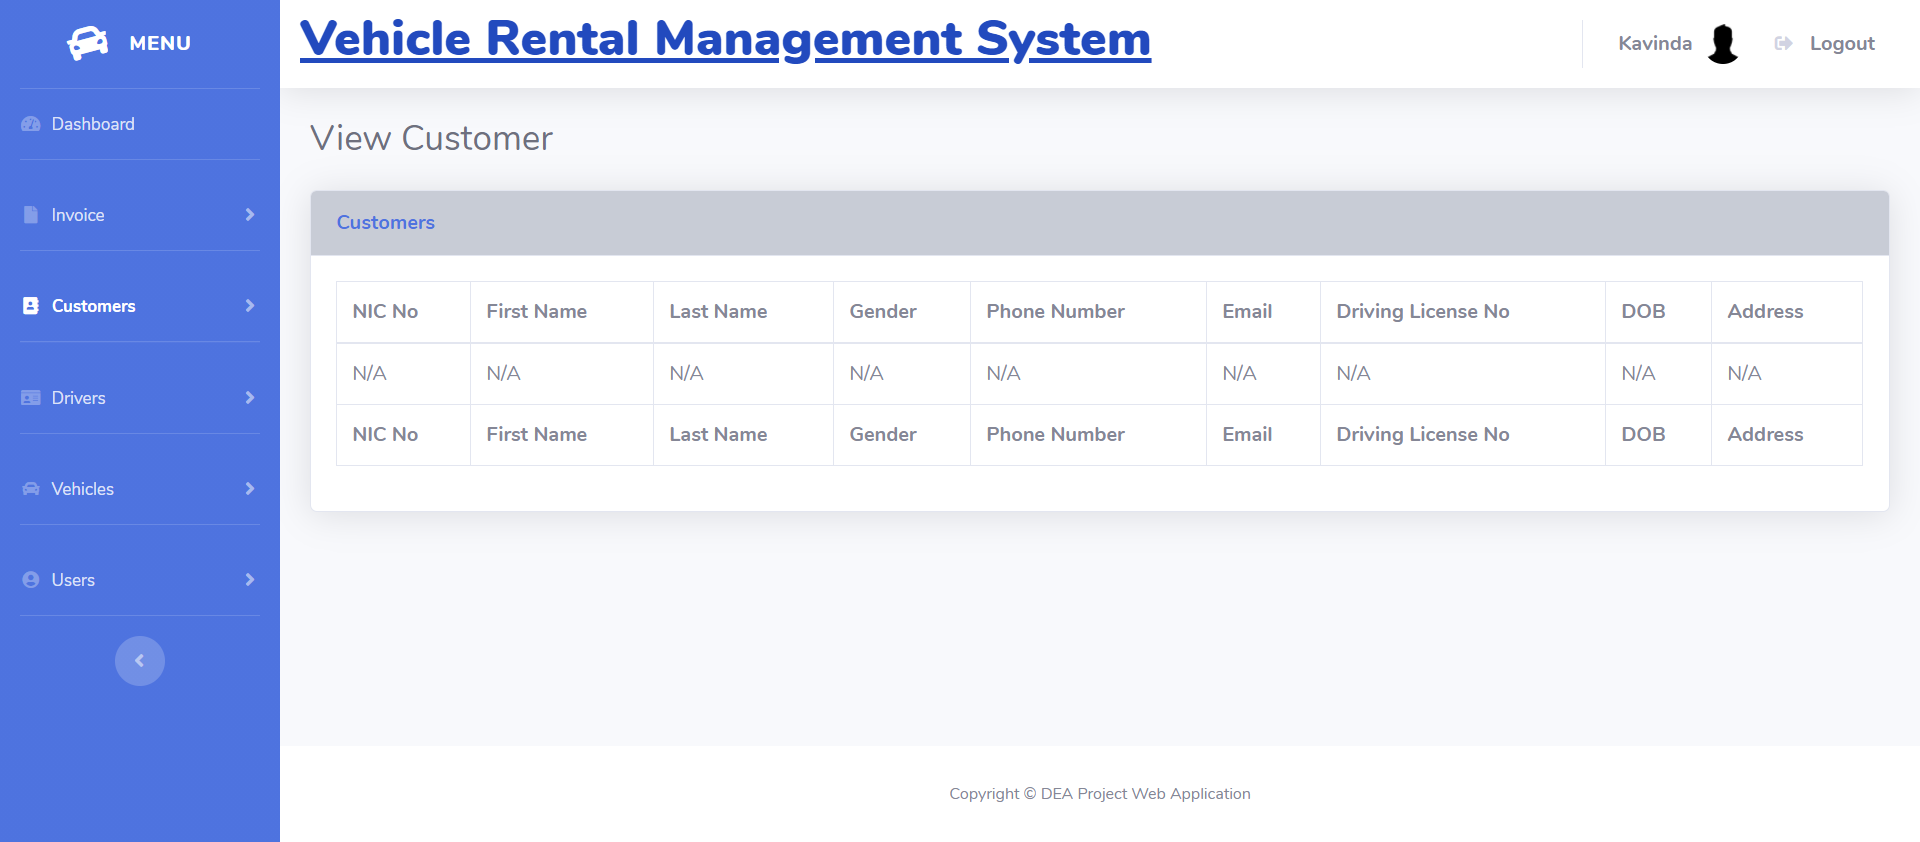 MENU
Dashboard
Invoice
Customers
Drivers
Vehicles
Users
Vehicle Rental Management System
Kavinda
Logout
View Customer
Customers
NIC No First Name Last Name Gender Phone Number Email Driving License No DOB Address
N/A N/A N/A N/A N/A N/A N/A N/A N/A
NIC No First Name Last Name Gender Phone Number Email Driving License No DOB Address
Copyright © DEA Project Web Application